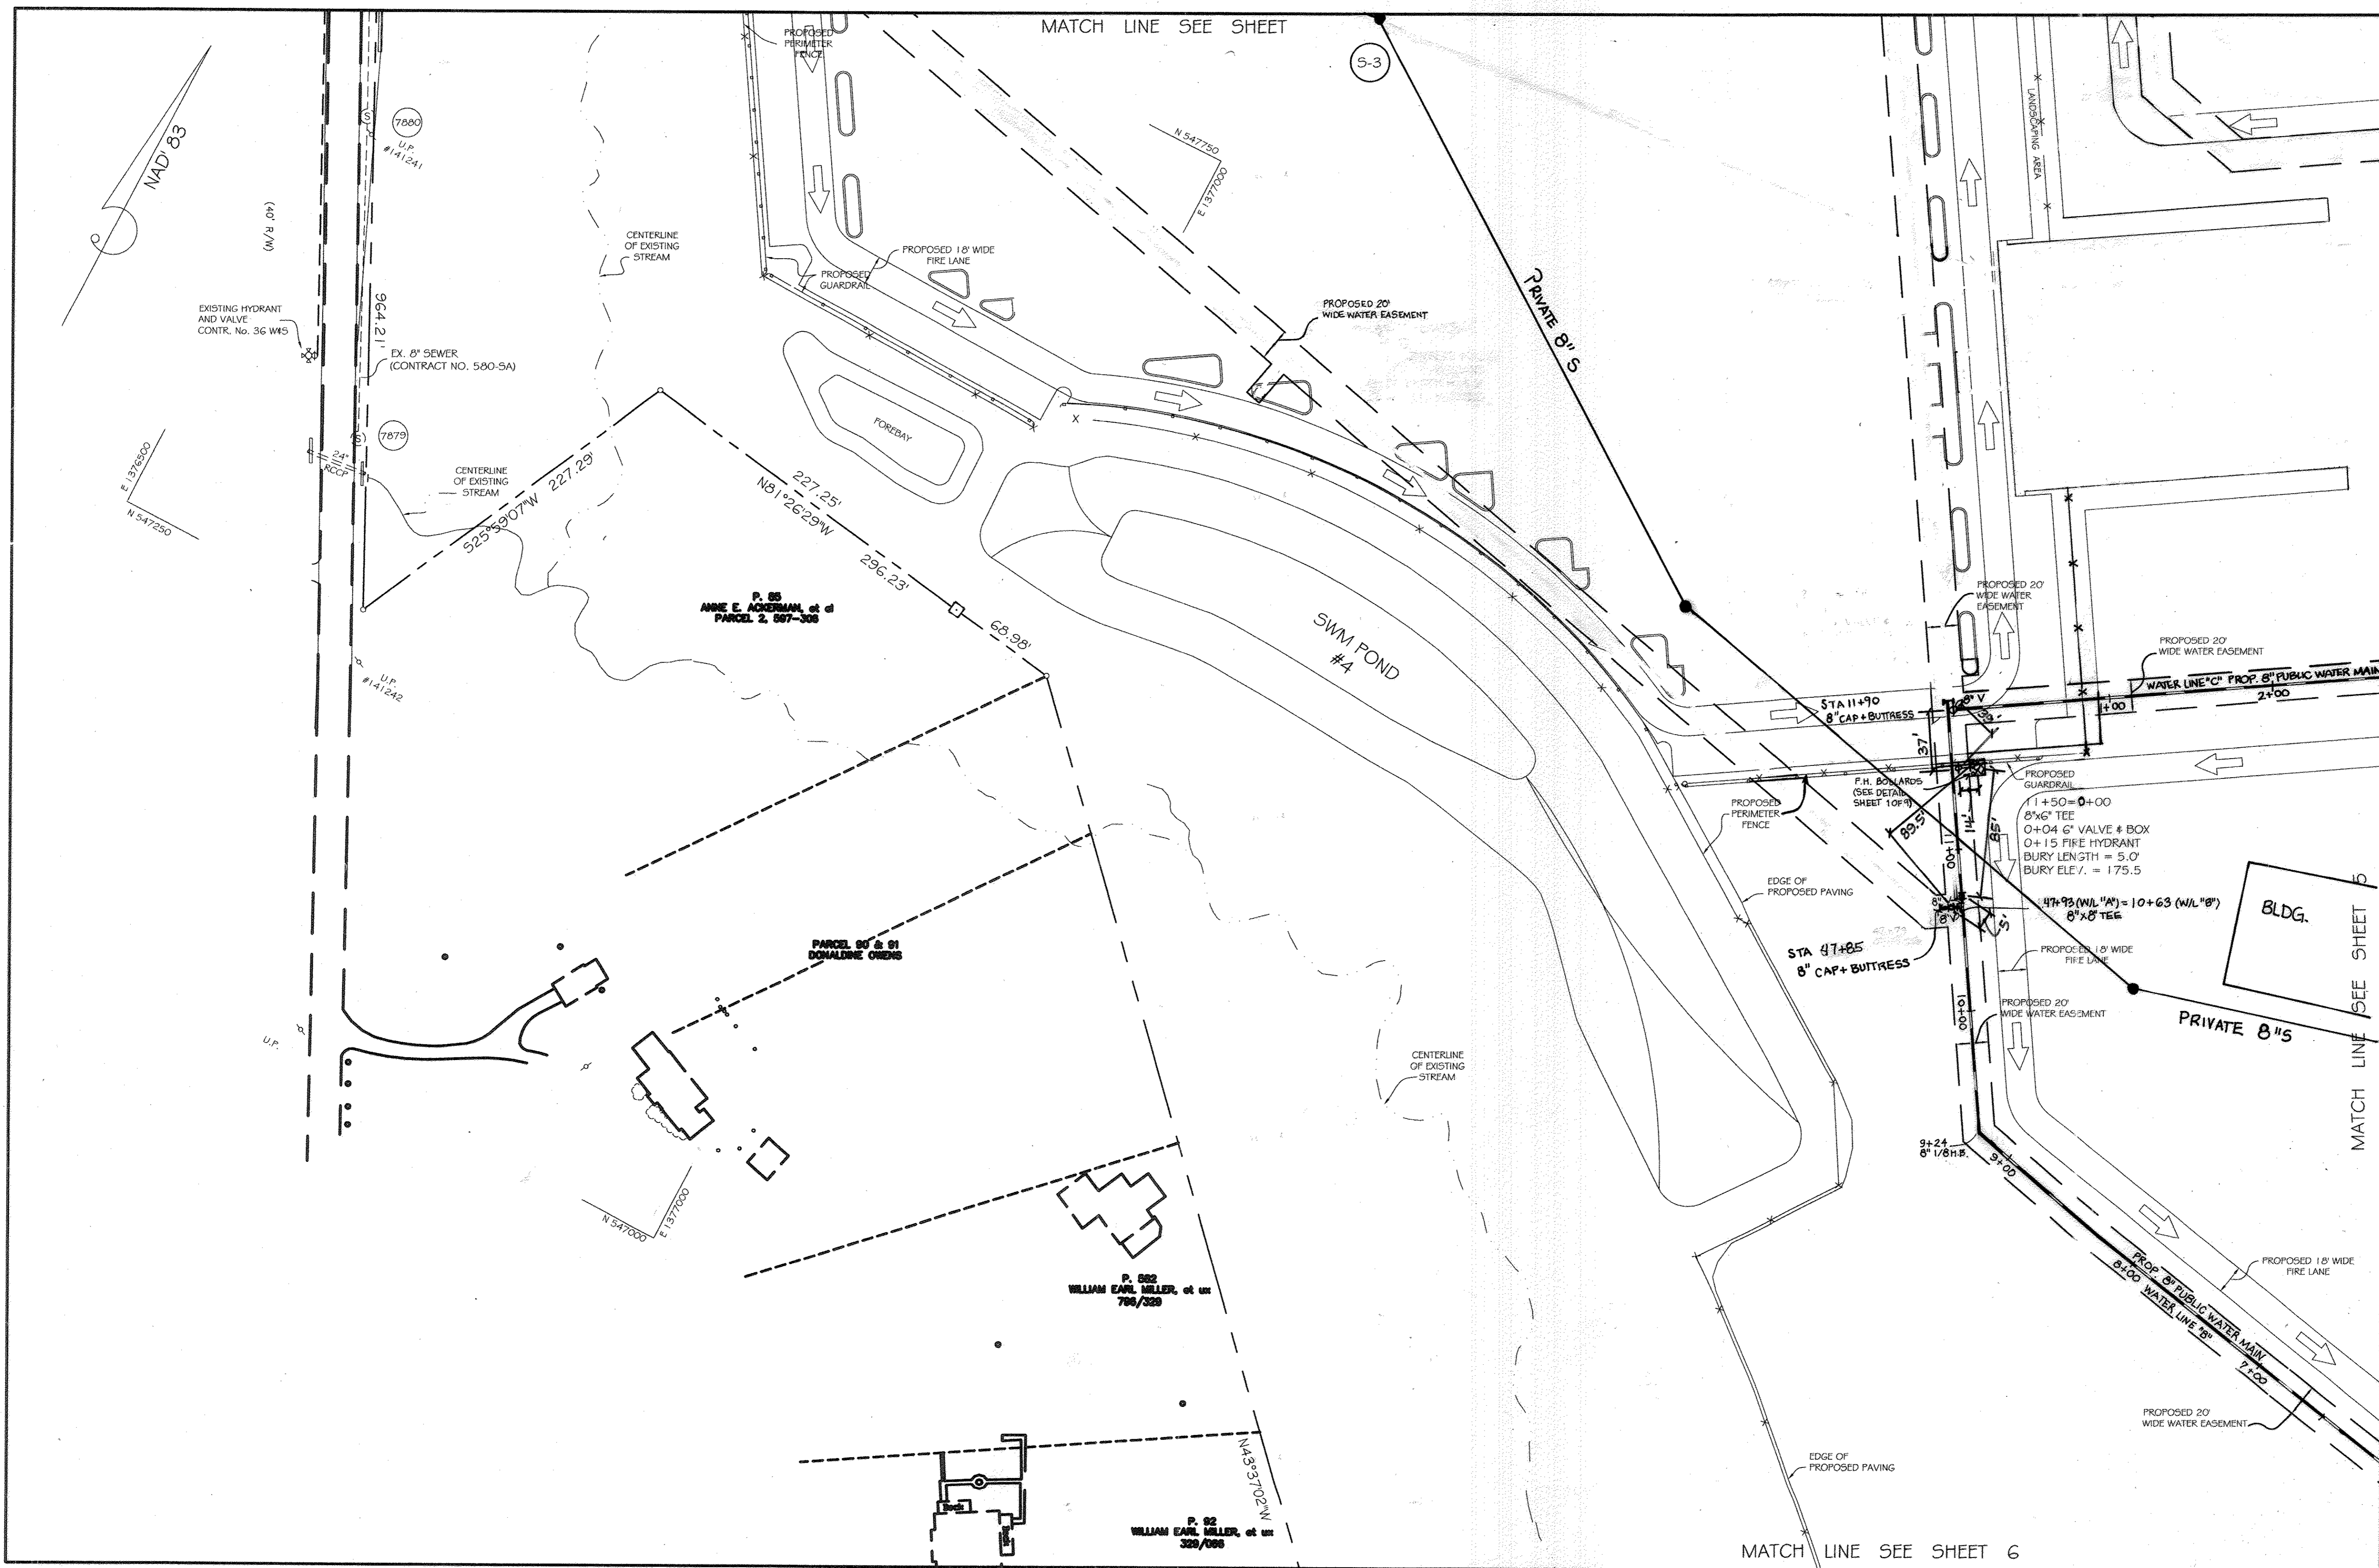 MATCH LINE SEE SHEET
S-3
NAD' 83
(40' R/W)
7880
U.P.
#141241
964.21'
EXISTING HYDRANT
AND VALVE
CONTR. No. 36 W&S
EX. 8" SEWER
(CONTRACT NO. 580-SA)
S
S
7879
24"
RCCP
E 1376500
N 547250
CENTERLINE
OF EXISTING
STREAM
CENTERLINE
OF EXISTING
STREAM
PROPOSED
PERIMETER
FENCE
PROPOSED 18' WIDE
FIRE LANE
PROPOSED
GUARDRAIL
N 547750
E 1377000
PROPOSED 20'
WIDE WATER EASEMENT
PRIVATE 8" S
LANDSCAPING AREA
FOREBAY
S25°59'07"W 227.29'
227.25'
N81°26'29"W
296.23'
68.98'
P. 85
ANNE E. ACKERMAN, et al
PARCEL 2, 597-306
U.P.
#141242
SWM POND
#4
PROPOSED 20'
WIDE WATER
EASEMENT
PROPOSED 20'
WIDE WATER EASEMENT
WATER LINE "C" PROP. 8" PUBLIC WATER MAIN
1+00
2+00
STA 11+90
8" CAP + BUTTRESS
8" V
39'
37'
F.H. BOLLARDS
(SEE DETAIL
SHEET 1 OF 9)
PROPOSED
GUARDRAIL
11+50=0+00
8"x6" TEE
0+04 6" VALVE & BOX
0+15 FIRE HYDRANT
BURY LENGTH = 5.0'
BURY ELEV. = 175.5
PROPOSED
PERIMETER
FENCE
89.5'
14'
85'
11+00
EDGE OF
PROPOSED PAVING
8"
8"
5'
47+93 (W/L "A") = 10+63 (W/L "B")
8"x8" TEE
BLDG.
STA 47+85
8" CAP + BUTTRESS
PROPOSED 18' WIDE
FIRE LANE
PROPOSED 20'
WIDE WATER EASEMENT
10+00
PRIVATE 8"S
MATCH LINE SEE SHEET 5
PARCEL 90 & 91
DONALDINE OWENS
U.P.
CENTERLINE
OF EXISTING
STREAM
9+24
8" 1/8 H.B.
9+00
N 547000
E 1377000
P. 582
WILLIAM EARL MILLER, et ux
798/329
PROP. 8" PUBLIC WATER MAIN
8+00 WATER LINE "B"
7+00
PROPOSED 18' WIDE
FIRE LANE
PROPOSED 20'
WIDE WATER EASEMENT
EDGE OF
PROPOSED PAVING
N43°37'02"W
P. 92
WILLIAM EARL MILLER, et ux
329/066
MATCH LINE SEE SHEET 6